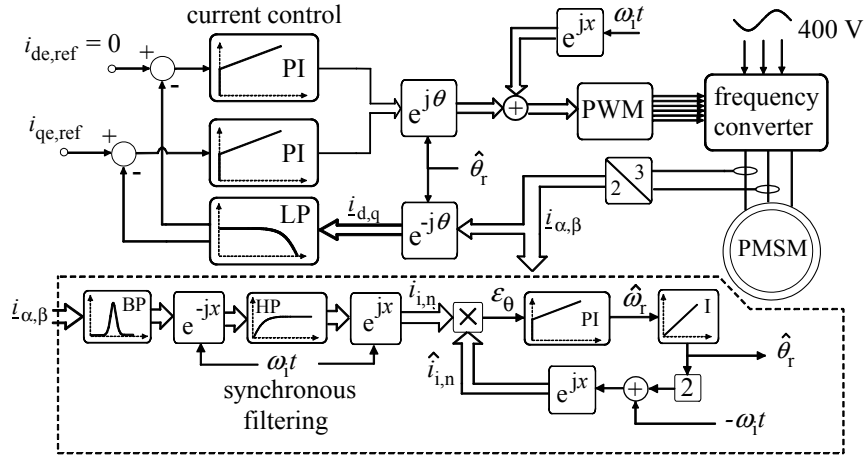 current control
i_de,ref = 0
+
-
PI
e^jθ
e^jx
ω_i t
+
PWM
400 V
frequency
converter
i_qe,ref
+
-
PI
θ̂_r
2 3
LP
i_d,q
e^-jθ
i_α,β
PMSM
i_α,β
BP
e^-jx
HP
e^jx
i_i,n
×
ε_θ
PI
ω̂_r
I
θ̂_r
ω_i t
synchronous
filtering
î_i,n
e^jx
+
2
-ω_i t